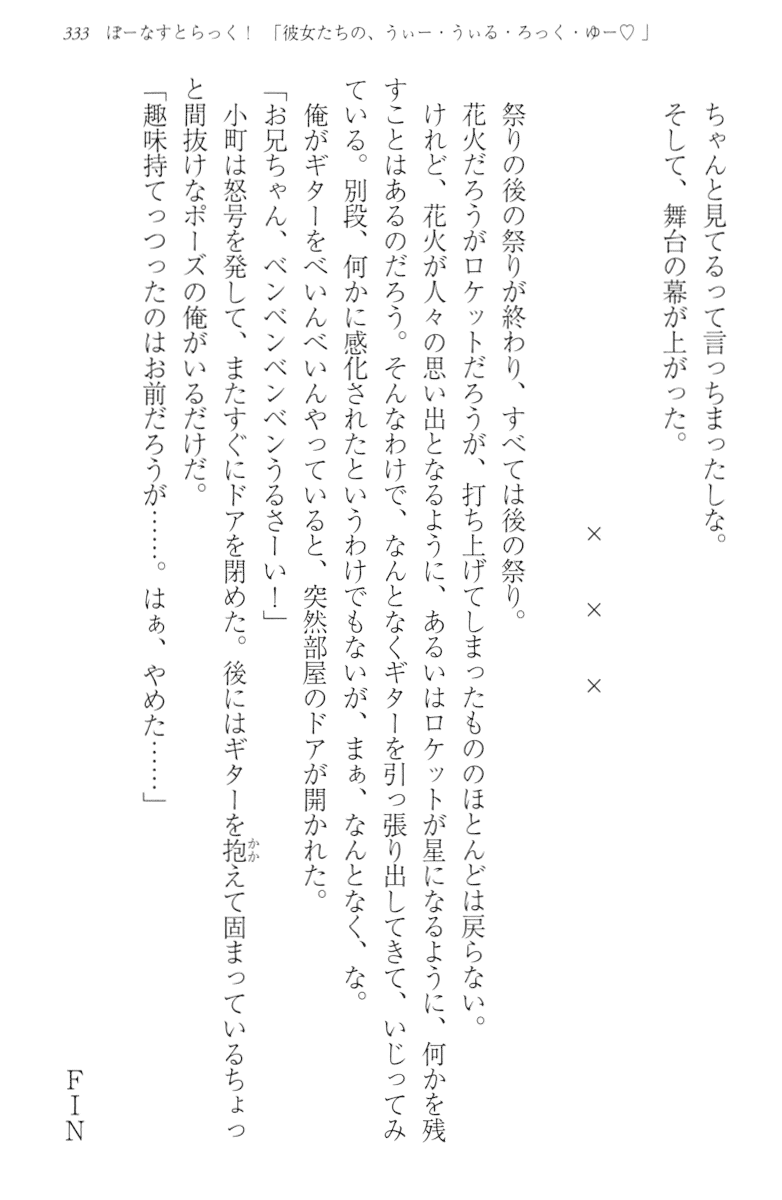 333 ぼーなすとらっく！ 「彼女たちの、うぃー・うぃる・ろっく・ゆー♡」
ちゃんと見てるって言っちまったしな。
そして、舞台の幕が上がった。
× × ×
祭りの後の祭りが終わり、すべては後の祭り。
花火だろうがロケットだろうが、打ち上げてしまったもののほとんどは戻らない。
けれど、花火が人々の思い出となるように、あるいはロケットが星になるように、何かを残
すことはあるのだろう。そんなわけで、なんとなくギターを引っ張り出してきて、いじってみ
ている。別段、何かに感化されたというわけでもないが、まぁ、なんとなく、な。
俺がギターをべいんべいんやっていると、突然部屋のドアが開かれた。
「お兄ちゃん、ベンベンベンベンうるさーい！」
小町は怒号を発して、またすぐにドアを閉めた。後にはギターを抱えて固まっているちょっ
かか
と間抜けなポーズの俺がいるだけだ。
「趣味持てっつったのはお前だろうが……。はぁ、やめた……」
FIN